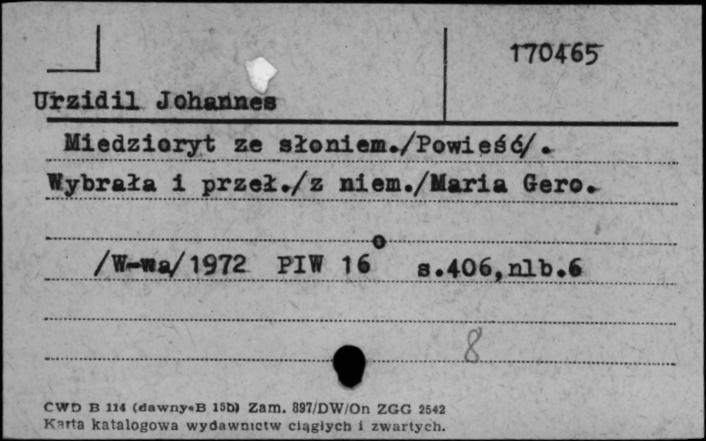 170465
Urzidil Johannes
Miedzioryt ze słoniem./Powieść/.
Wybrała i przeł./z niem./Maria Gero.
/W-wa/1972 PIW 16° s.406,nlb.6
8
CWD B 114 (dawny B 15b) Zam. 897/DW/On ZGG 2542
Karta katalogowa wydawnictw ciągłych i zwartych.